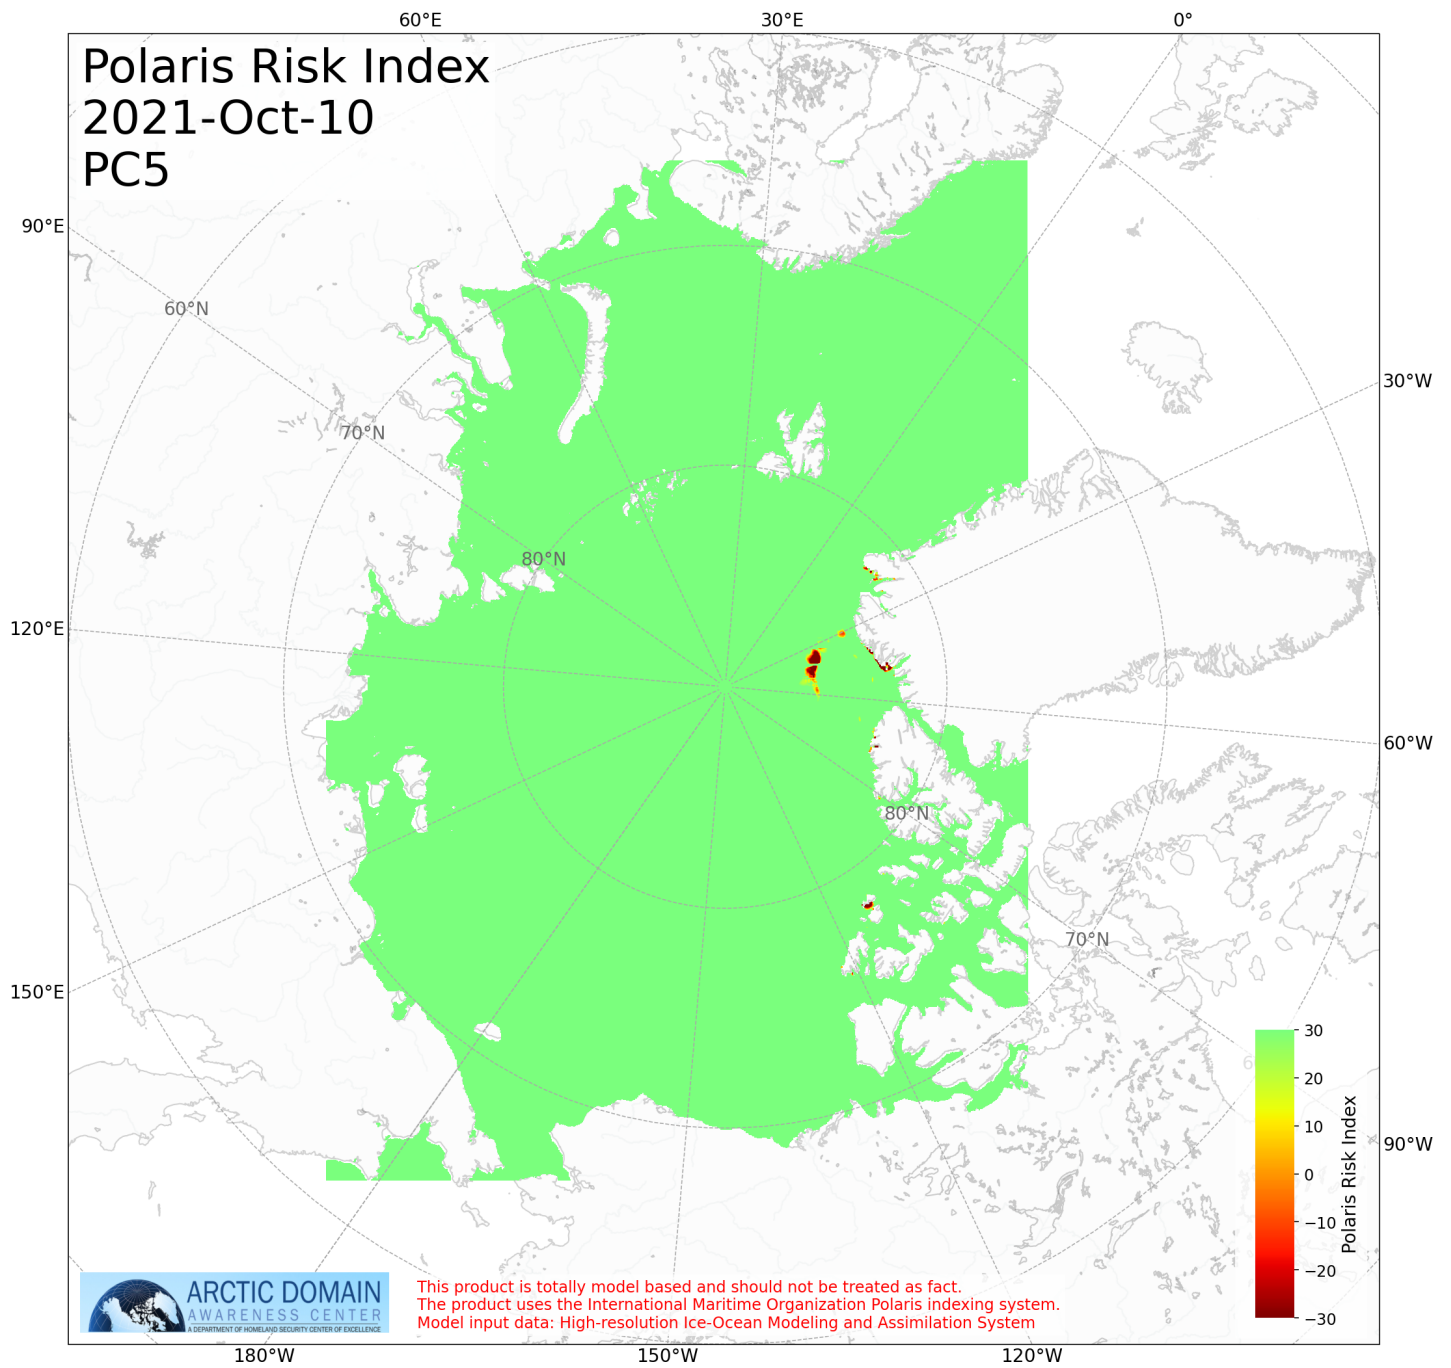 60°E 30°E 0°
Polaris Risk Index
2021-Oct-10
PC5
90°E
60°N
30°W
70°N
80°N
120°E
60°W
80°N
70°N
150°E
30
20
10
0
−10
−20
−30
Polaris Risk Index
90°W
ARCTIC DOMAIN
AWARENESS CENTER
A DEPARTMENT OF HOMELAND SECURITY CENTER OF EXCELLENCE
This product is totally model based and should not be treated as fact.
The product uses the International Maritime Organization Polaris indexing system.
Model input data: High-resolution Ice-Ocean Modeling and Assimilation System
180°W 150°W 120°W